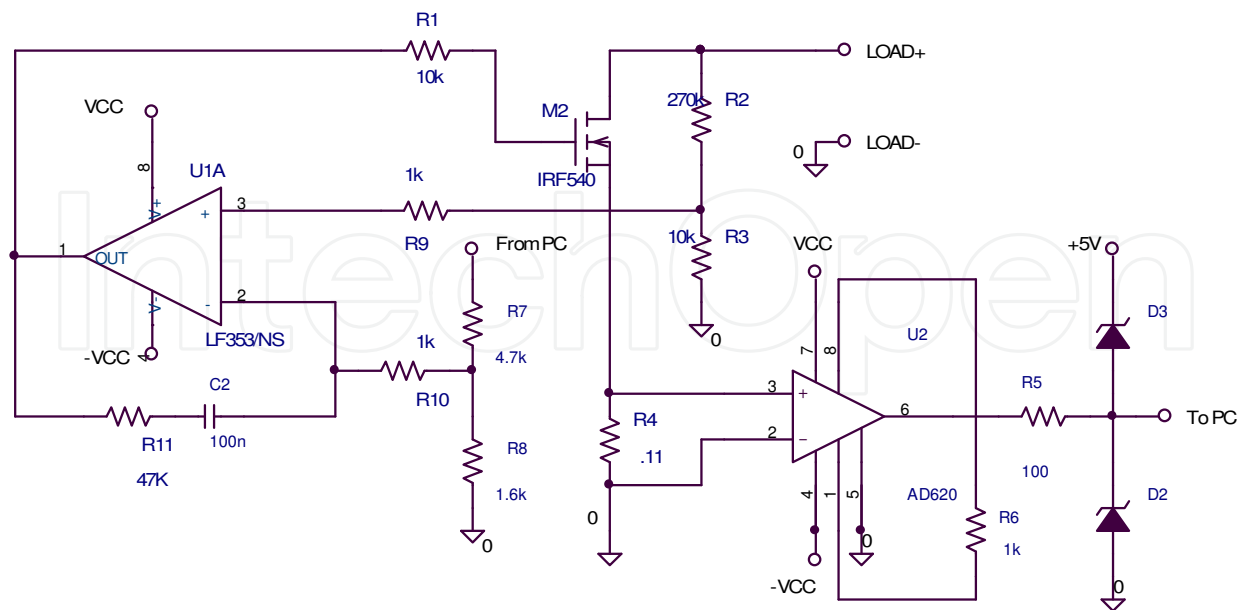 R1
10k
LOAD+
VCC
M2
270k
R2
8
U1A
0
LOAD-
IRF540
V+
+
3
1k
R9
10k
R3
From PC
VCC
+5V
1
OUT
-
2
V-
LF353/NS
R7
4.7k
0
7
8
U2
D3
-VCC
4
C2
1k
R10
R5
R11
100n
47K
R8
1.6k
0
R4
.11
3
+
2
-
6
To PC
100
4
1
5
AD620
D2
0
0
R6
1k
-VCC
0
IntechOpen